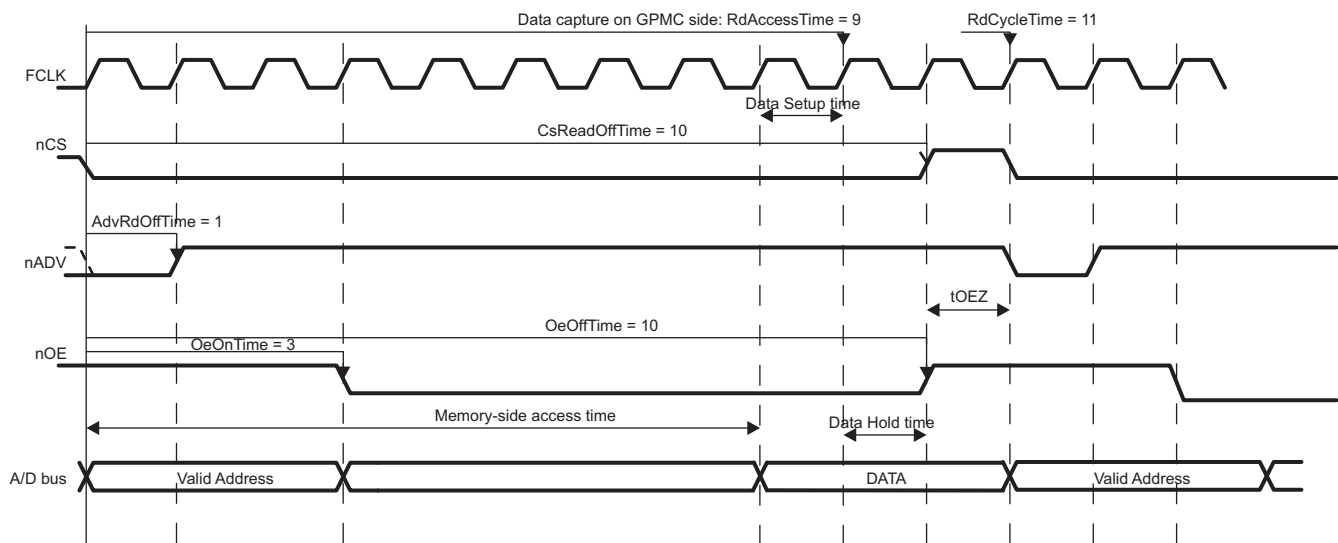 Data capture on GPMC side: RdAccessTime = 9
RdCycleTime = 11
FCLK
Data Setup time
CsReadOffTime = 10
nCS
AdvRdOffTime = 1
nADV
tOEZ
OeOffTime = 10
OeOnTime = 3
nOE
Memory-side access time
Data Hold time
A/D bus
Valid Address
DATA
Valid Address